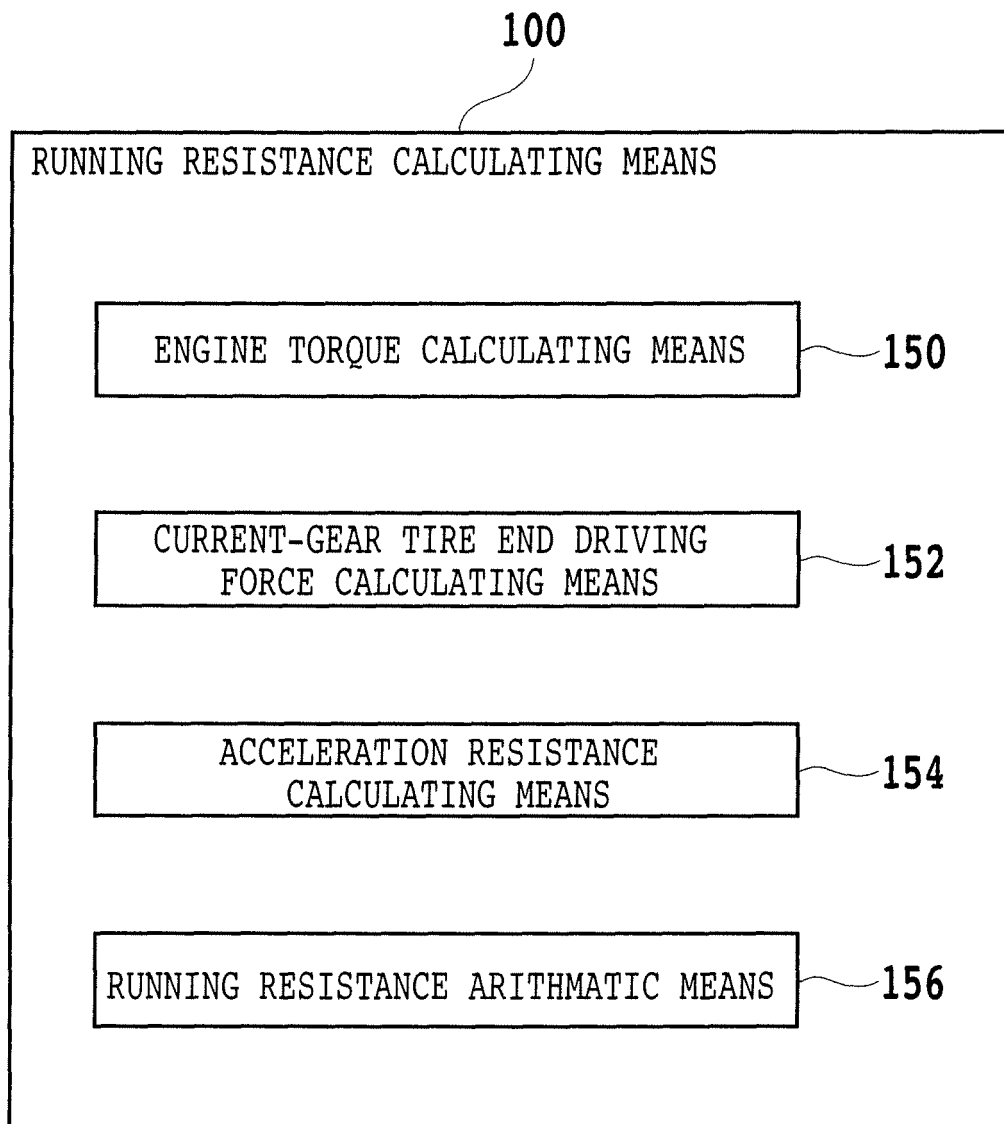 100
RUNNING RESISTANCE CALCULATING MEANS
ENGINE TORQUE CALCULATING MEANS
150
CURRENT-GEAR TIRE END DRIVING
FORCE CALCULATING MEANS
152
ACCELERATION RESISTANCE
CALCULATING MEANS
154
RUNNING RESISTANCE ARITHMATIC MEANS
156